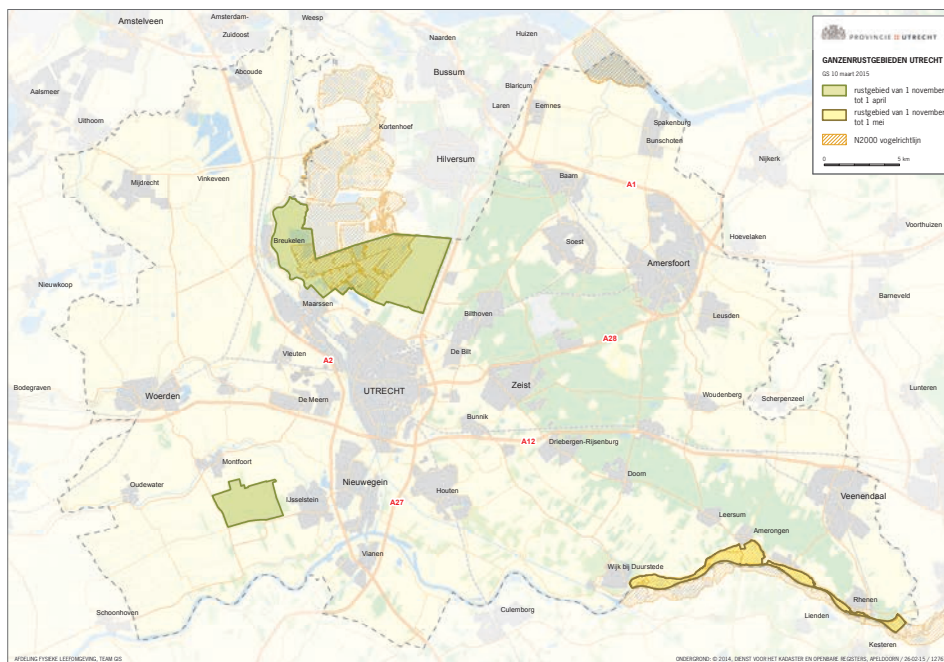 Amstelveen
Amsterdam-
Zuidoost
Weesp
Naarden
Huizen
Abcoude
Bussum
Blaricum
Aalsmeer
Laren
Eemnes
Uithoorn
Kortenhoef
Spakenburg
Bunschoten
Hilversum
Nijkerk
Mijdrecht
Vinkeveen
Baarn
A1
Voorthuizen
Breukelen
Soest
Hoevelaken
Amersfoort
Nieuwkoop
Barneveld
Maarssen
Bilthoven
Leusden
A28
Vleuten
A2
De Bilt
Bodegraven
UTRECHT
Zeist
Lunteren
Woerden
De Meern
Woudenberg
Scherpenzeel
Bunnik
A12
Driebergen-Rijsenburg
Montfoort
Doorn
Oudewater
Nieuwegein
IJsselstein
Houten
Veenendaal
A27
Leersum
Amerongen
Vianen
Wijk bij Duurstede
Rhenen
Schoonhoven
Culemborg
Lienden
Kesteren
PROVINCIE UTRECHT
GANZENRUSTGEBIEDEN UTRECHT
GS 10 maart 2015
rustgebied van 1 november
tot 1 april
rustgebied van 1 november
tot 1 mei
N2000 vogelrichtlijn
0 5 km
AFDELING FYSIEKE LEEFOMGEVING, TEAM GIS
ONDERGROND: © 2014, DIENST VOOR HET KADASTER EN OPENBARE REGISTERS, APELDOORN / 26-02-15 / 1276